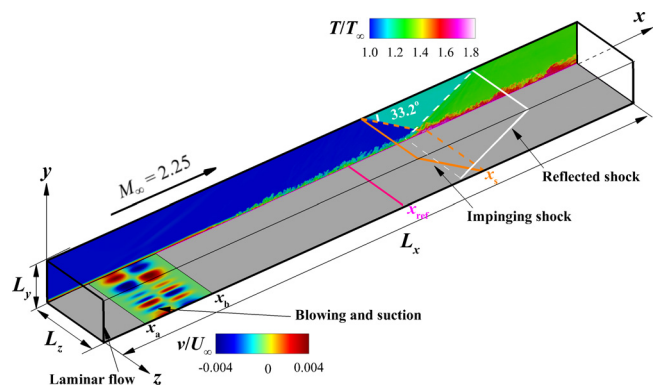 T/T∞
1.0 1.2 1.4 1.6 1.8
x
33.2°
y
M∞ = 2.25
Reflected shock
xs
Impinging shock
xref
Lx
Ly
xb
Blowing and suction
xa
Lz
v/U∞
-0.004 0 0.004
Laminar flow
z